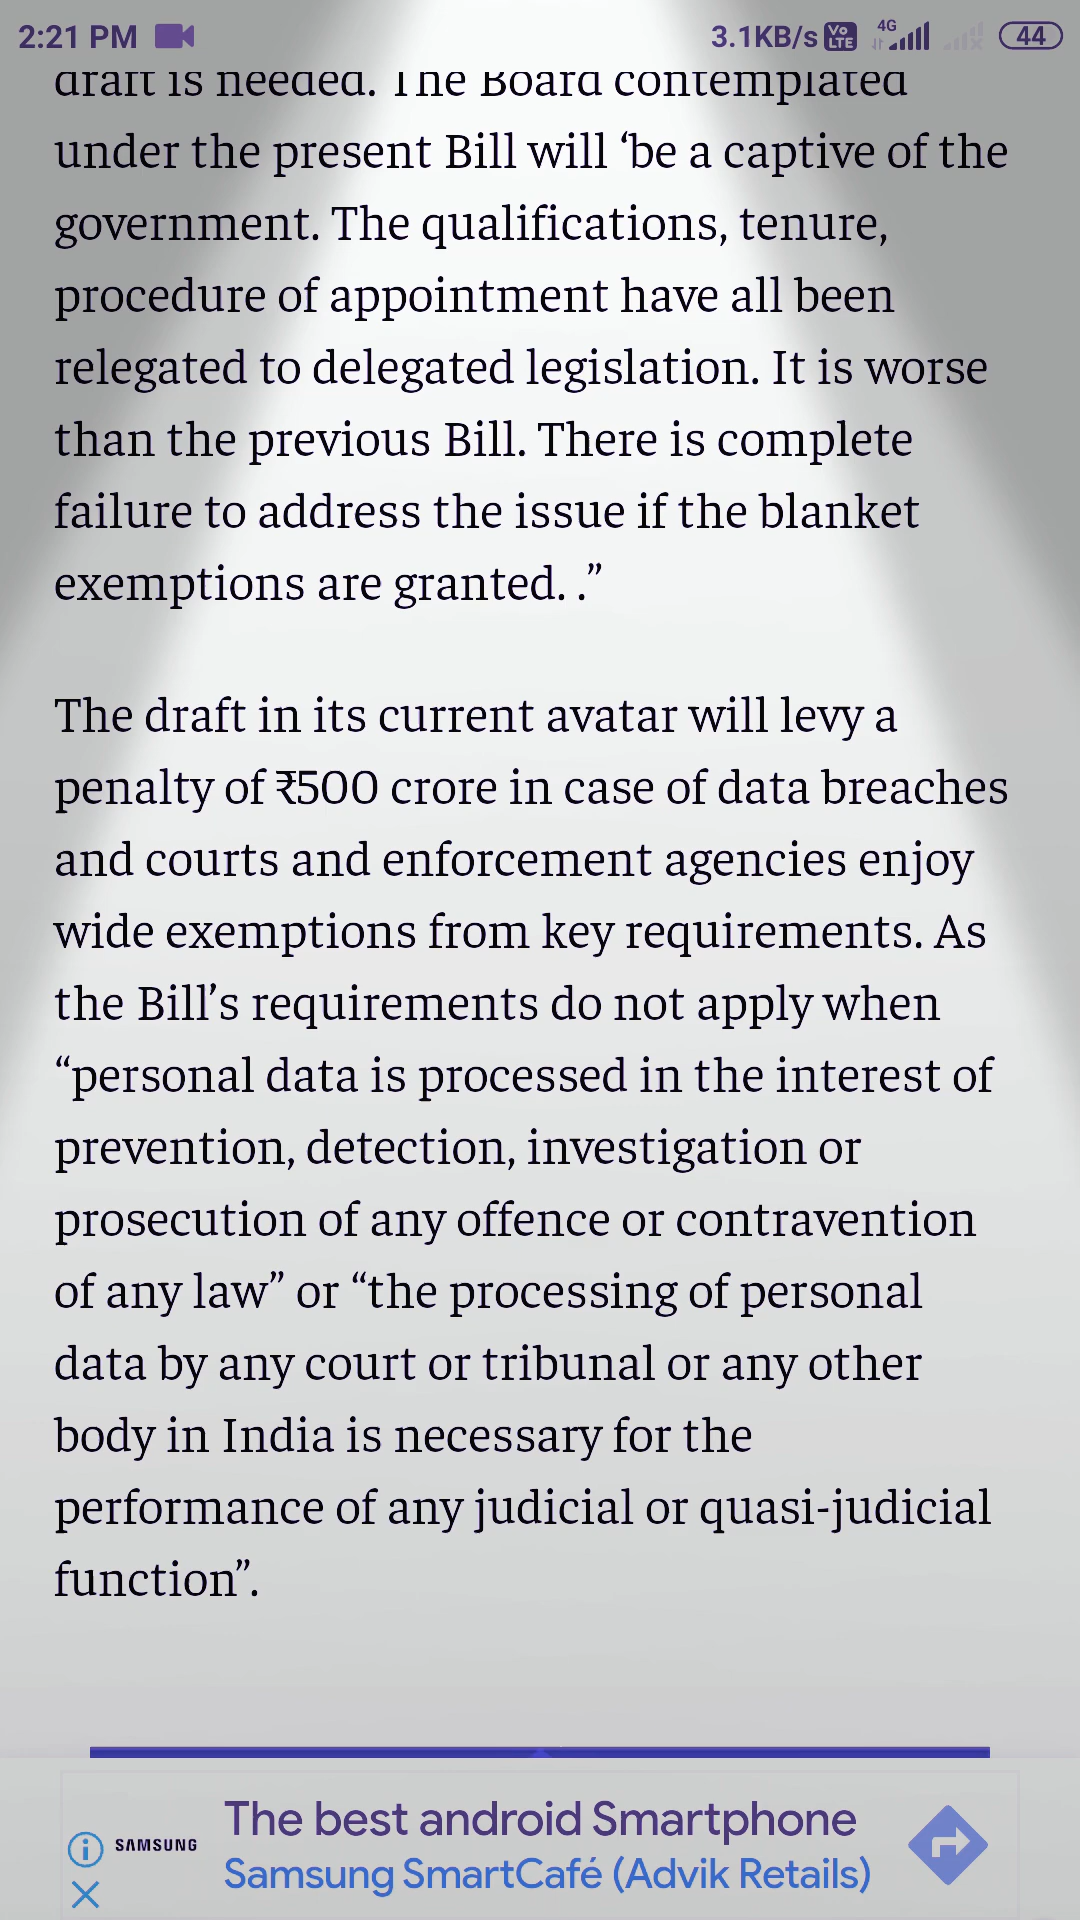 2:21 PM 3.1KB/s Vo LTE 4G 44
draft is needed. The Board contemplated
under the present Bill will ‘be a captive of the
government. The qualifications, tenure,
procedure of appointment have all been
relegated to delegated legislation. It is worse
than the previous Bill. There is complete
failure to address the issue if the blanket
exemptions are granted. .”
The draft in its current avatar will levy a
penalty of ₹500 crore in case of data breaches
and courts and enforcement agencies enjoy
wide exemptions from key requirements. As
the Bill’s requirements do not apply when
“personal data is processed in the interest of
prevention, detection, investigation or
prosecution of any offence or contravention
of any law” or “the processing of personal
data by any court or tribunal or any other
body in India is necessary for the
performance of any judicial or quasi-judicial
function”.
The best android Smartphone
SAMSUNG
Samsung SmartCafé (Advik Retails)